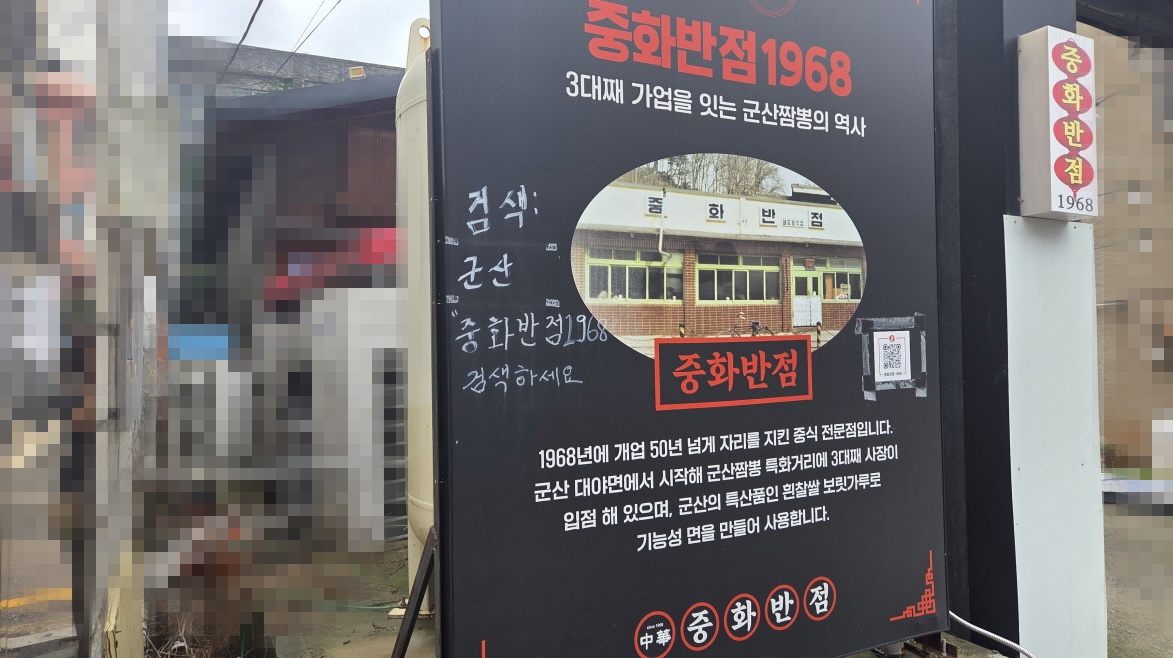 중화반점1968
3대째 가업을 잇는 군산짬뽕의 역사
검색:
군산
"중화반점1968
검색하세요
중 화 반 점
중화반점
1968년에 개업 50년 넘게 자리를 지킨 중식 전문점입니다.
군산 대야면에서 시작해 군산짬뽕 특화거리에 3대째 사장이
입점 해 있으며, 군산의 특산품인 흰찰쌀 보릿가루로
기능성 면을 만들어 사용합니다.
since 1968
中華 중화반점
중
화
반
점
1968